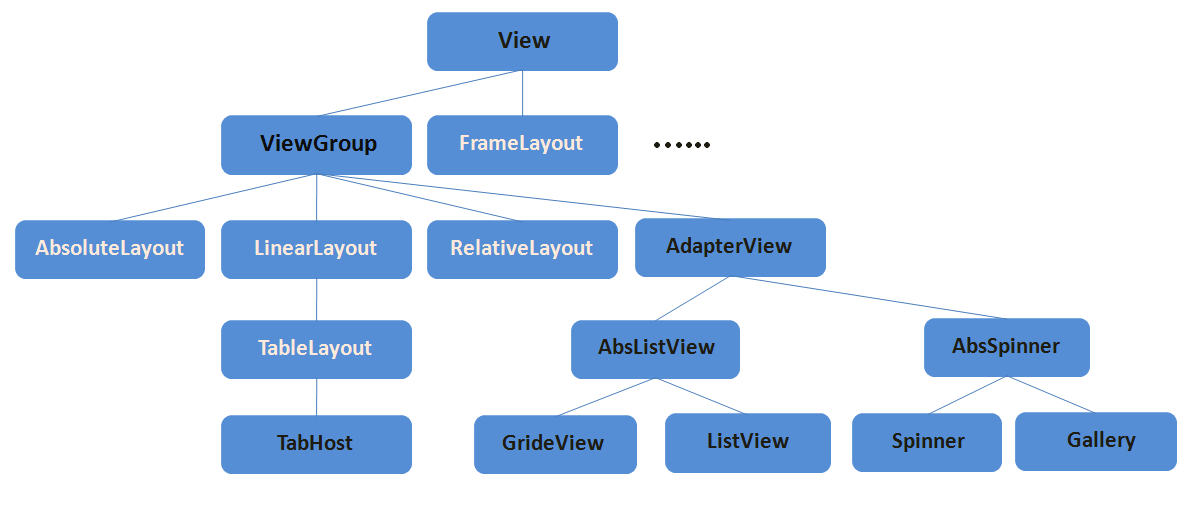 View
ViewGroup
FrameLayout
······
AbsoluteLayout
LinearLayout
RelativeLayout
AdapterView
TableLayout
AbsListView
AbsSpinner
TabHost
GrideView
ListView
Spinner
Gallery